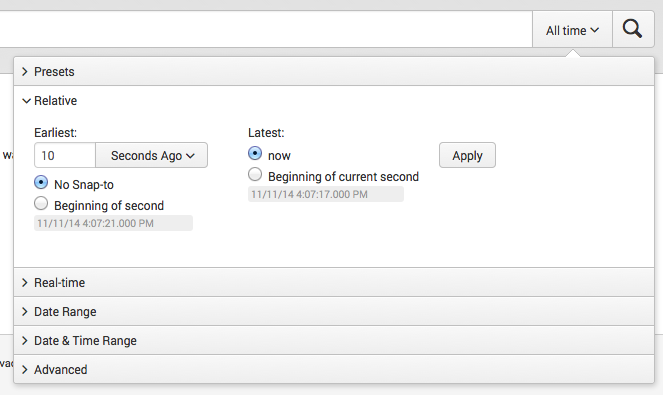 All time
Presets
Relative
Earliest:
Latest:
10 Seconds Ago
now
Apply
No Snap-to
Beginning of current second
Beginning of second
11/11/14 4:07:17.000 PM
11/11/14 4:07:21.000 PM
Real-time
Date Range
Date & Time Range
Advanced